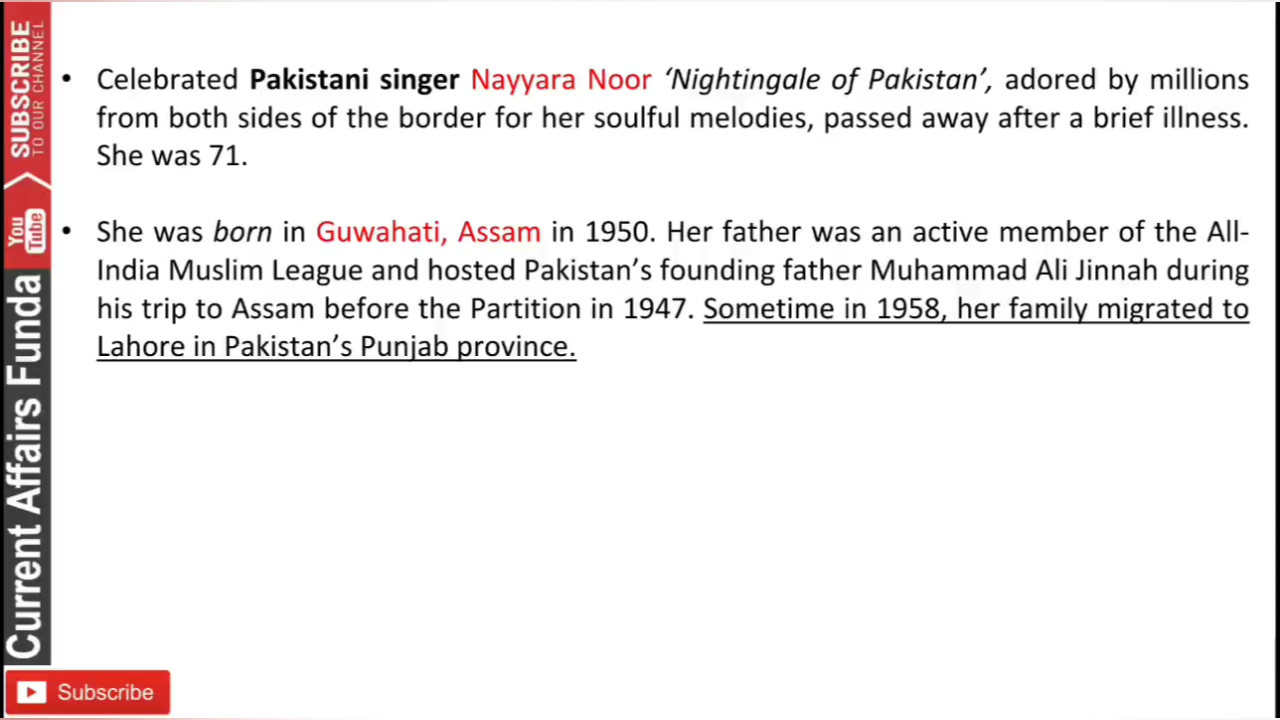 SUBSCRIBE
TO OUR CHANNEL
You
Tube
Current Affairs Funda
• Celebrated Pakistani singer Nayyara Noor ‘Nightingale of Pakistan’, adored by millions
from both sides of the border for her soulful melodies, passed away after a brief illness.
She was 71.
• She was born in Guwahati, Assam in 1950. Her father was an active member of the All-
India Muslim League and hosted Pakistan’s founding father Muhammad Ali Jinnah during
his trip to Assam before the Partition in 1947. Sometime in 1958, her family migrated to
Lahore in Pakistan’s Punjab province.
Subscribe